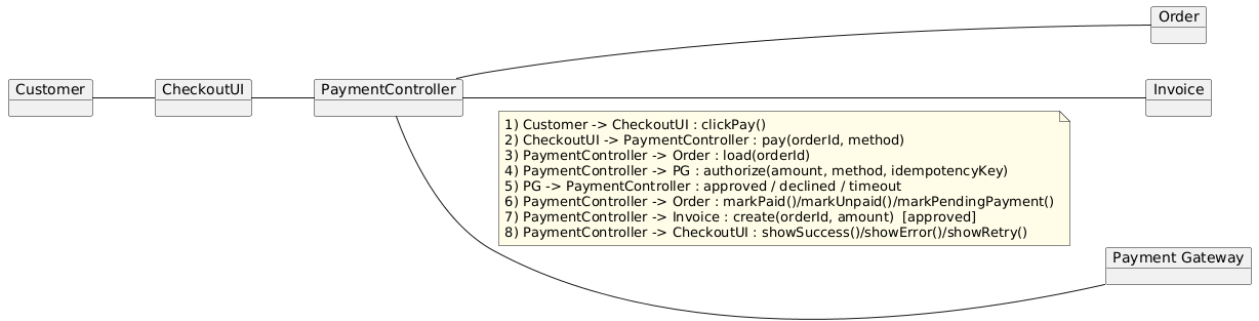 Order
Customer
CheckoutUI
PaymentController
Invoice
1) Customer -> CheckoutUI : clickPay()
2) CheckoutUI -> PaymentController : pay(orderId, method)
3) PaymentController -> Order : load(orderId)
4) PaymentController -> PG : authorize(amount, method, idempotencyKey)
5) PG -> PaymentController : approved / declined / timeout
6) PaymentController -> Order : markPaid()/markUnpaid()/markPendingPayment()
7) PaymentController -> Invoice : create(orderId, amount)  [approved]
8) PaymentController -> CheckoutUI : showSuccess()/showError()/showRetry()
Payment Gateway